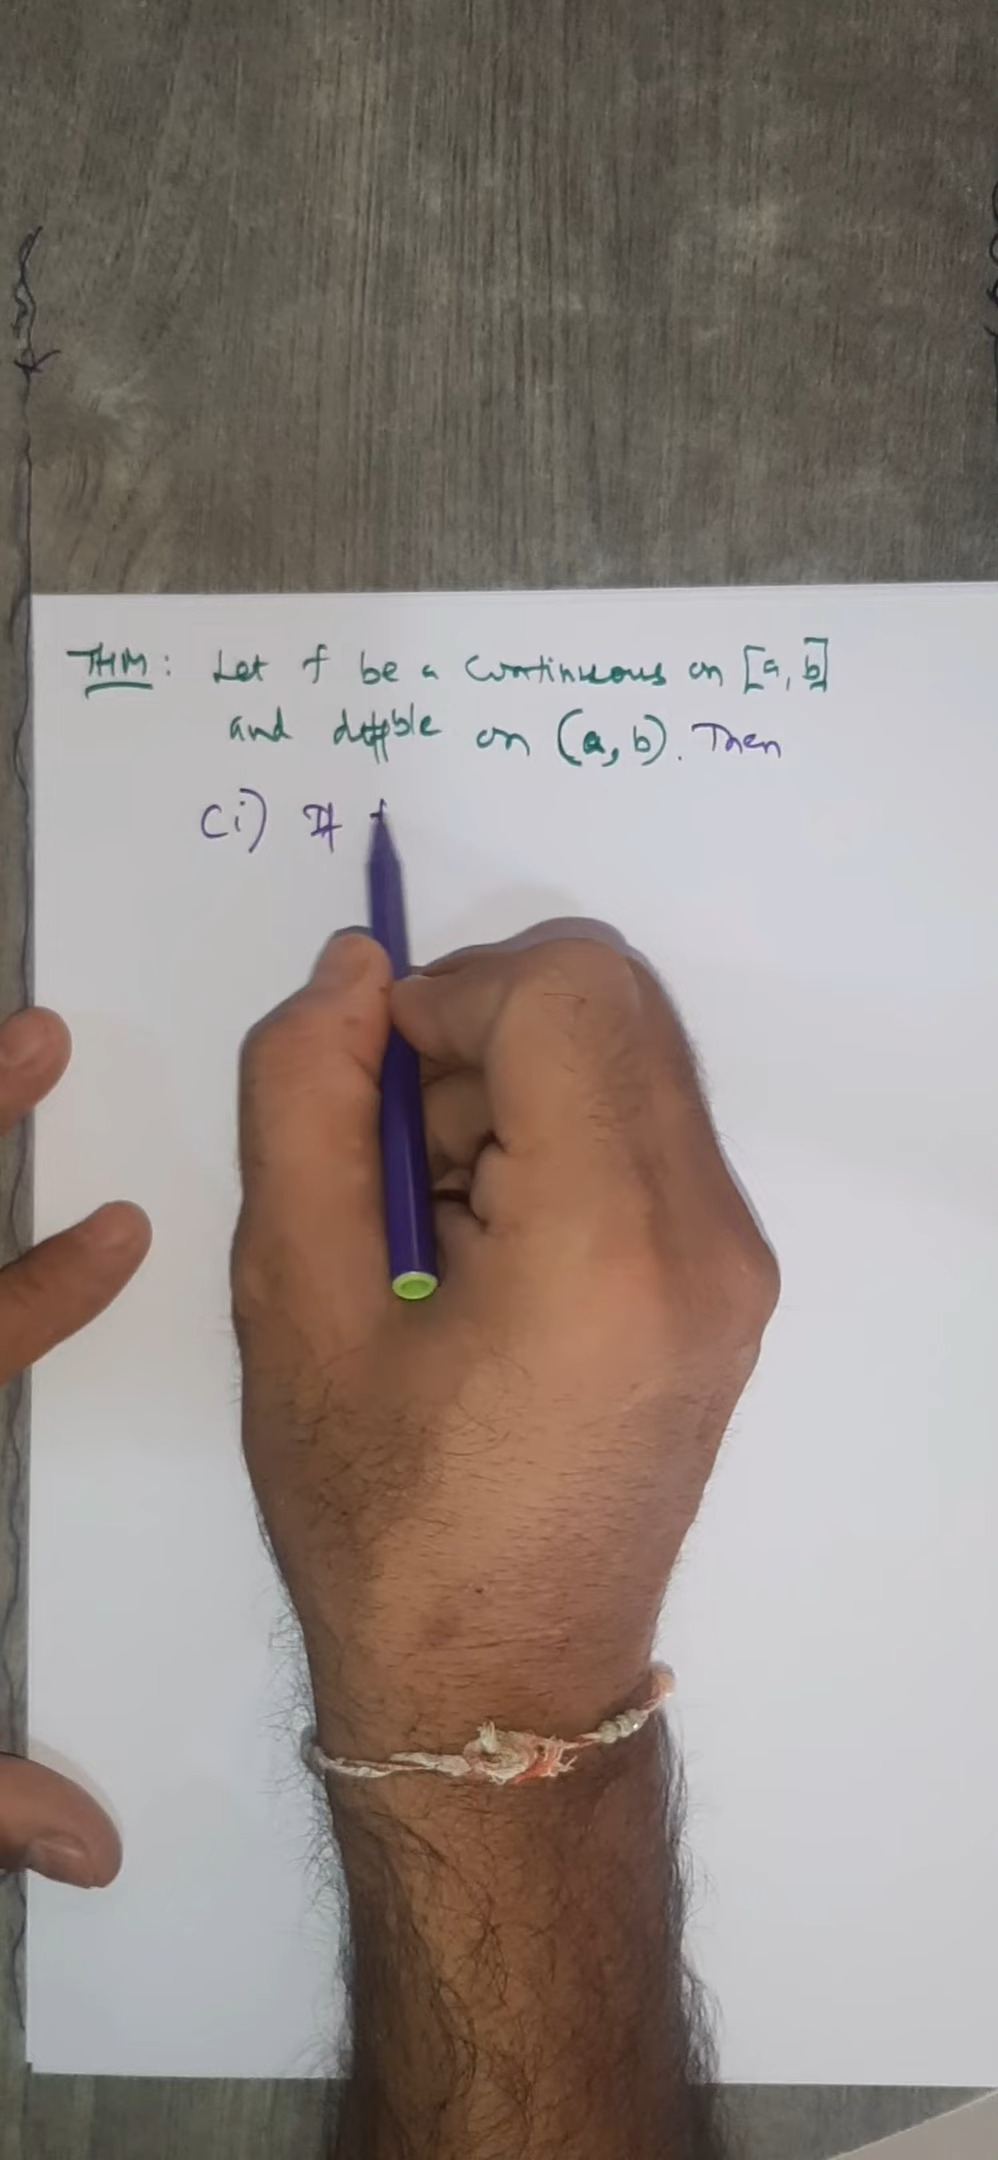 THM: Let f be a continuous on [a, b]
and diffble on (a, b). Then
(i) If f